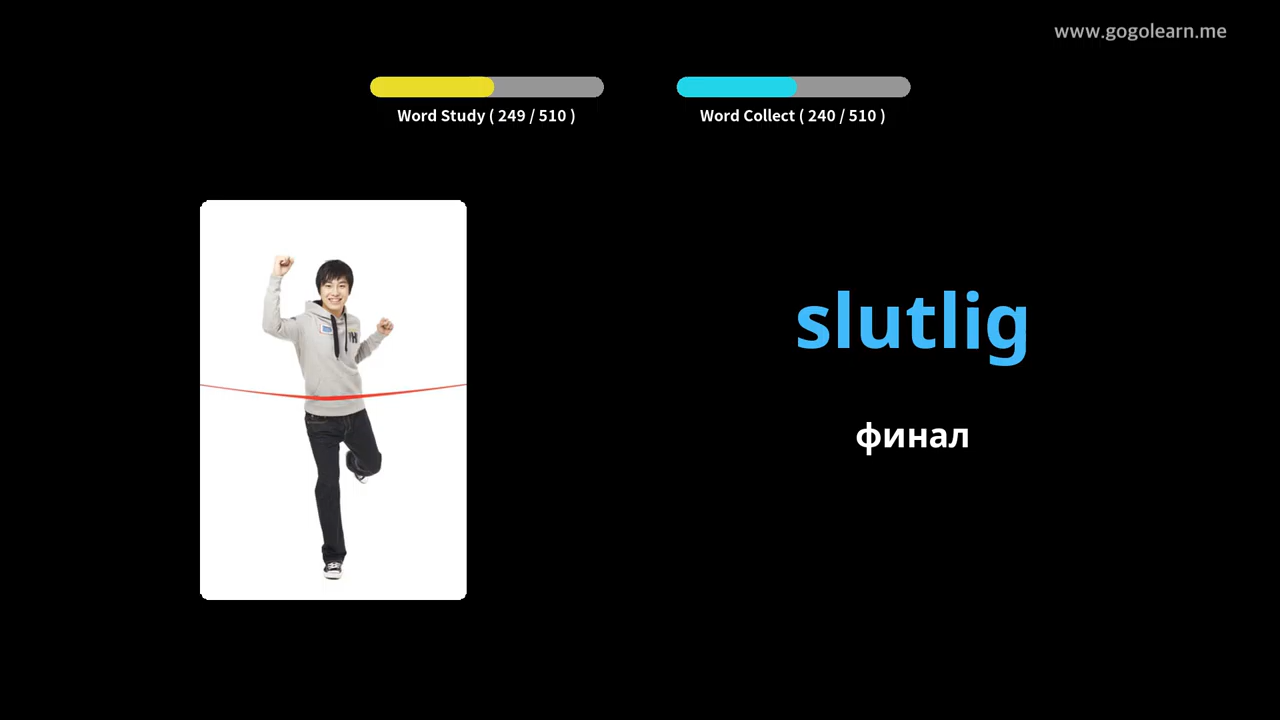 www.gogolearn.me
Word Study ( 249 / 510 )
Word Collect ( 240 / 510 )
slutlig
финал